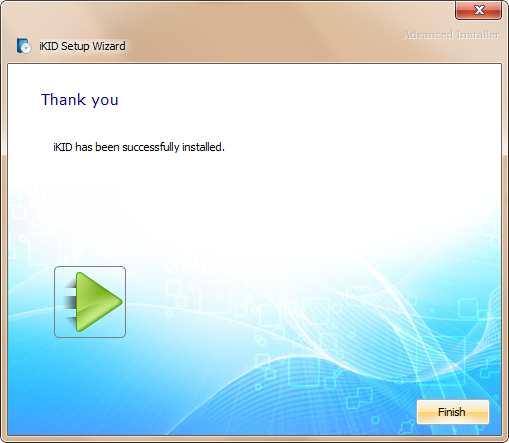 Advanced Installer
iKID Setup Wizard
Thank you
iKID has been successfully installed.
Finish